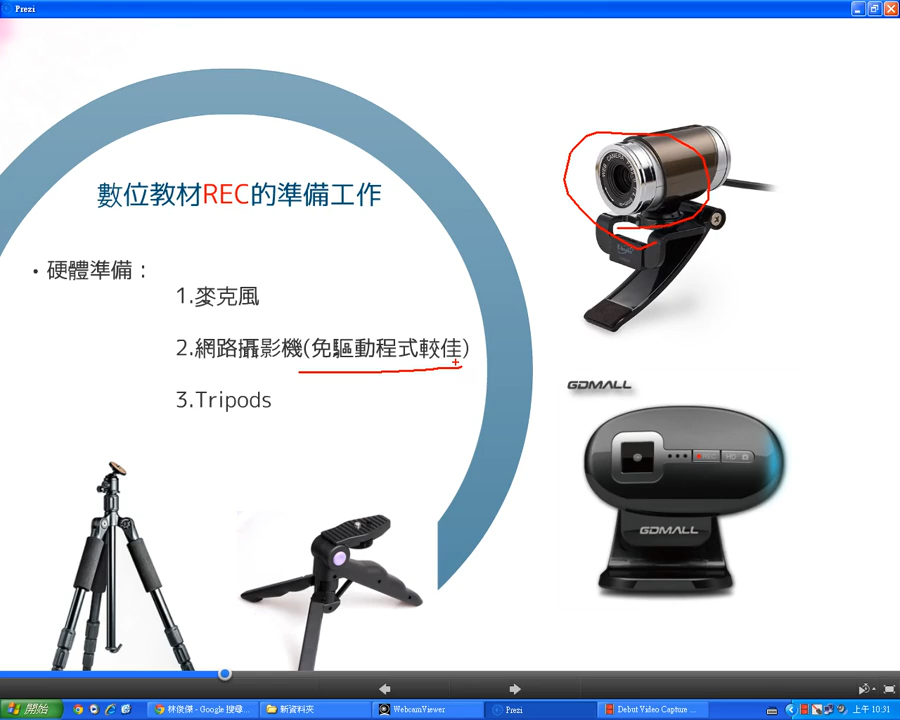 Prezi
數位教材REC的準備工作
• 硬體準備：
1.麥克風
2.網路攝影機(免驅動程式較佳)
3.Tripods
GDMALL
REC HD
GDMALL
開始
林俊傑 - Google 搜尋...
新資料夾
WebcamViewer
Prezi
Debut Video Capture ...
上午 10:31